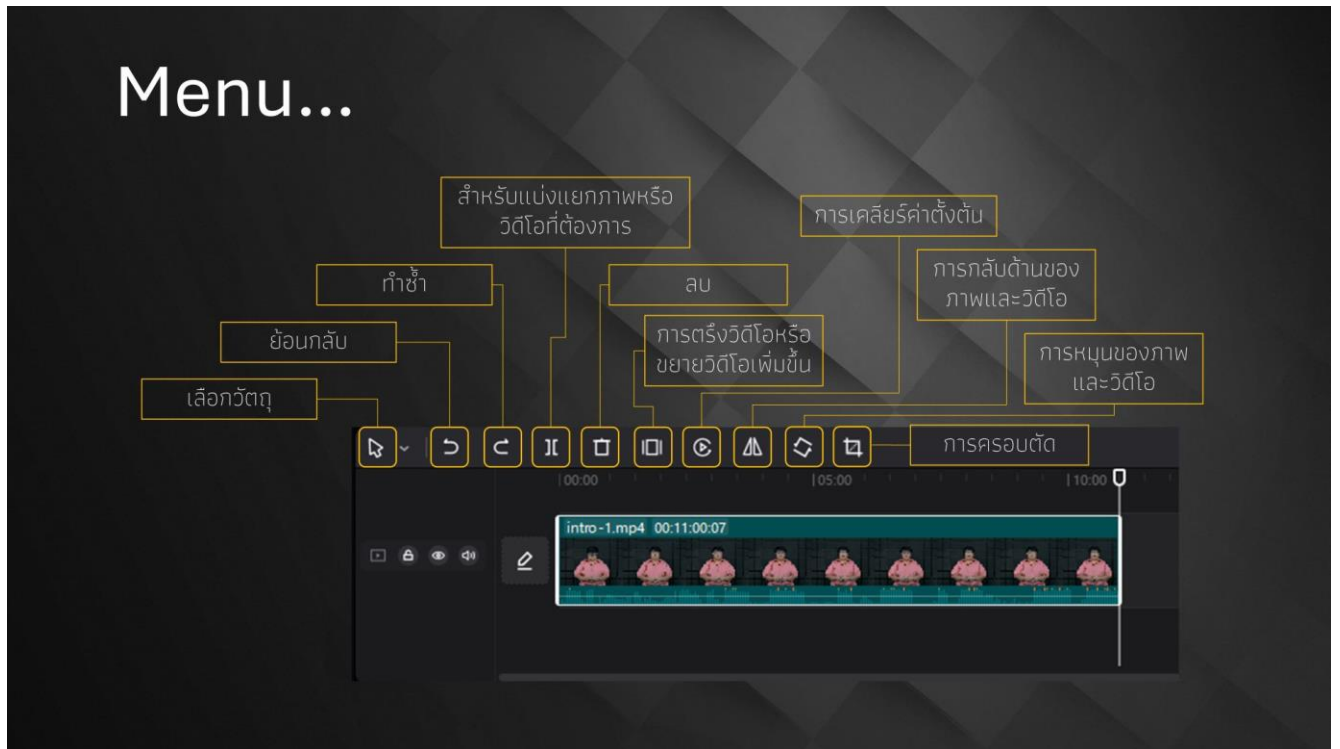 Menu...
สำหรับแบ่งแยกภาพหรือ
วิดีโอที่ต้องการ
การเคลียร์ค่าตั้งต้น
ทำซ้ำ
ลบ
การกลับด้านของ
ภาพและวิดีโอ
ย้อนกลับ
การตรึงวิดีโอหรือ
ขยายวิดีโอเพิ่มขึ้น
การหมุนของภาพ
และวิดีโอ
เลือกวัตถุ
การครอบตัด
00:00 05:00 10:00
intro-1.mp4 00:11:00:07